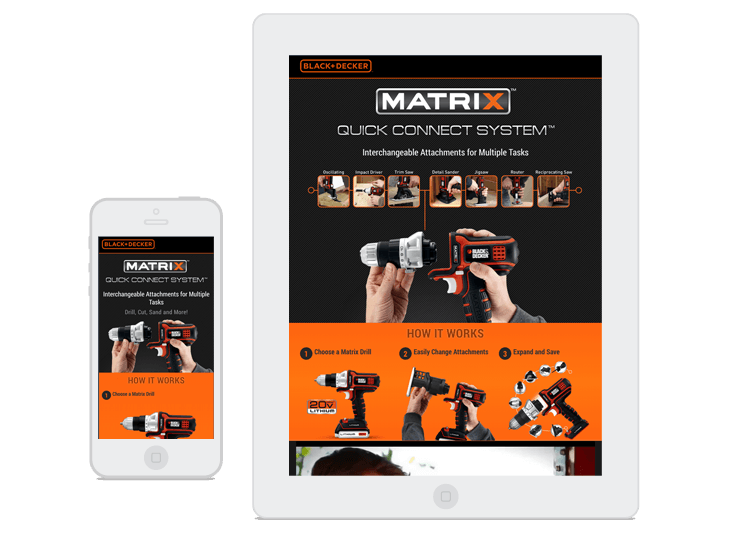 BLACK+DECKER
MATRIX™
QUICK CONNECT SYSTEM™
Interchangeable Attachments for Multiple
Tasks
Drill, Cut, Sand and More!
HOW IT WORKS
1 Choose a Matrix Drill
BLACK+DECKER
MATRIX™
QUICK CONNECT SYSTEM™
Interchangeable Attachments for Multiple Tasks
Oscillating Impact Driver Trim Saw Detail Sander Jigsaw Router Reciprocating Saw
MATRIX
BLACK&
DECKER
HOW IT WORKS
1 Choose a Matrix Drill 2 Easily Change Attachments 3 Expand and Save
20V
LITHIUM